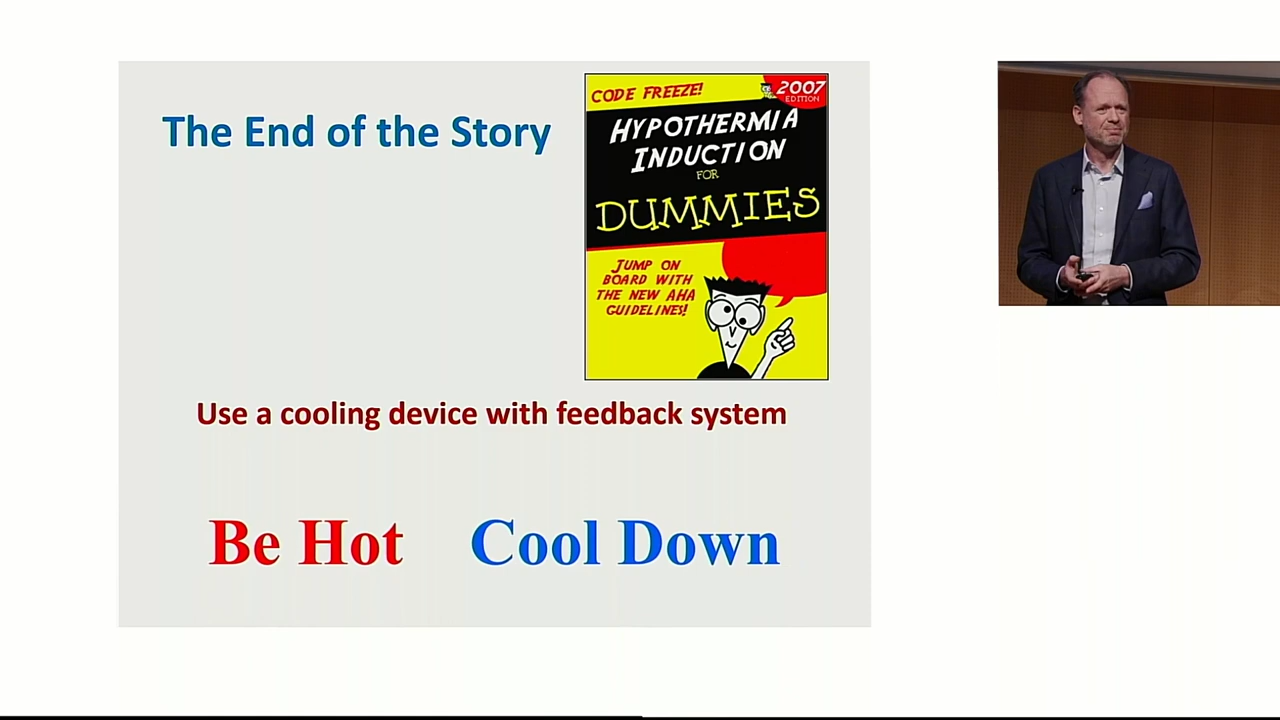 The End of the Story
CODE FREEZE!
2007
EDITION
HYPOTHERMIA
INDUCTION
FOR
DUMMIES
JUMP ON
BOARD WITH
THE NEW AHA
GUIDELINES!
Use a cooling device with feedback system
Be Hot Cool Down